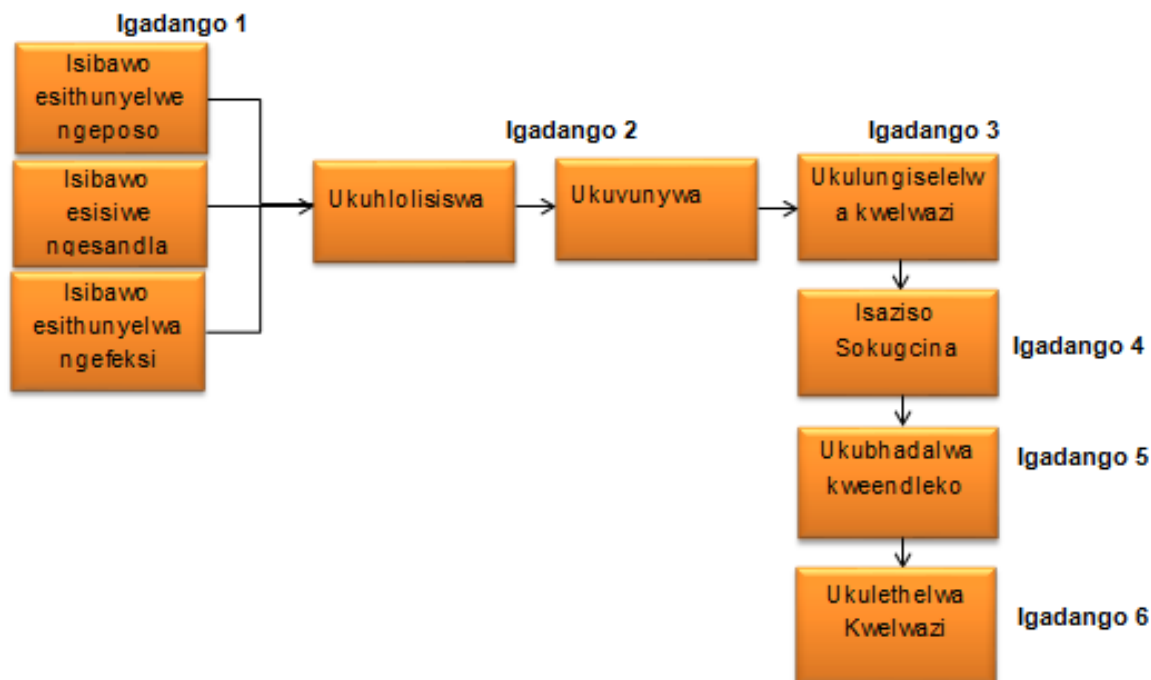 Igadango 1
Isibawo
esithunyelwe
ngeposo
Isibawo
esisiwe
ngesandla
Isibawo
esithunyelwa
ngefeksi
Igadango 2
Ukuhlolisiswa
Ukuvunywa
Igadango 3
Ukulungiselelw
a kwelwazi
Isaziso
Sokugcina
Igadango 4
Ukubhadalwa
kweendleko
Igadango 5
Ukulethelwa
Kwelwazi
Igadango 6